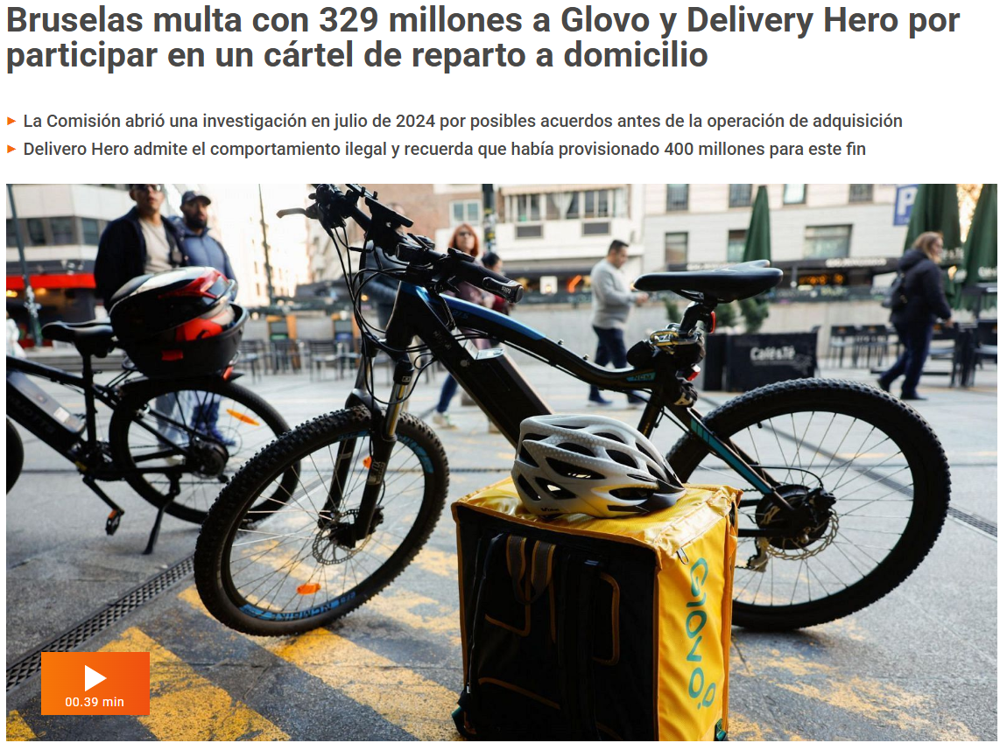 Bruselas multa con 329 millones a Glovo y Delivery Hero por
participar en un cártel de reparto a domicilio
La Comisión abrió una investigación en julio de 2024 por posibles acuerdos antes de la operación de adquisición
Delivero Hero admite el comportamiento ilegal y recuerda que había provisionado 400 millones para este fin
P
Café&Té
NCM
Glovo
00.39 min